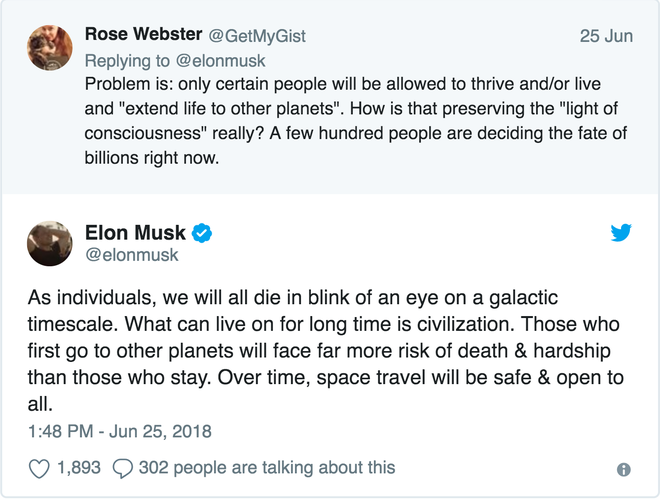 Rose Webster @GetMyGist 25 Jun
Replying to @elonmusk
Problem is: only certain people will be allowed to thrive and/or live
and "extend life to other planets". How is that preserving the "light of
consciousness" really? A few hundred people are deciding the fate of
billions right now.
Elon Musk
@elonmusk
As individuals, we will all die in blink of an eye on a galactic
timescale. What can live on for long time is civilization. Those who
first go to other planets will face far more risk of death & hardship
than those who stay. Over time, space travel will be safe & open to
all.
1:48 PM - Jun 25, 2018
1,893 302 people are talking about this